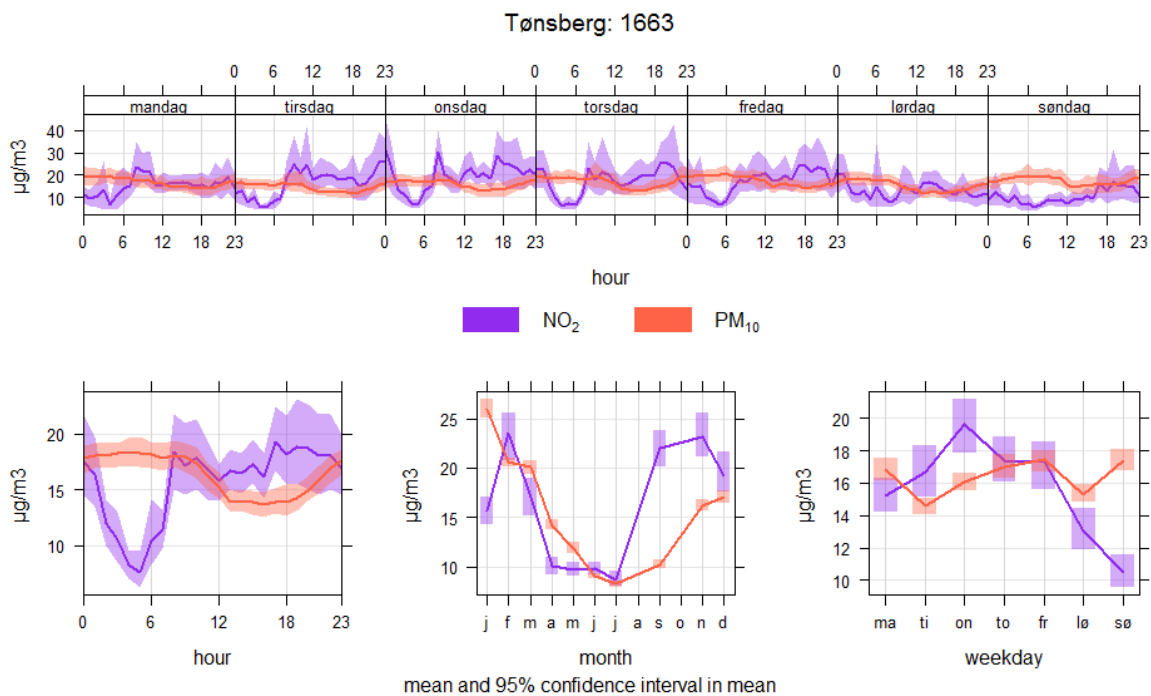 Tønsberg: 1663
0 6 12 18 23 0 6 12 18 23 0 6 12 18 23
mandag tirsdag onsdag torsdag fredag lørdag søndag
µg/m3
40
30
20
10
0 6 12 18 23 0 6 12 18 23 0 6 12 18 23 0 6 12 18 23
hour
NO₂ PM₁₀
µg/m3
20
15
10
0 6 12 18 23
hour
µg/m3
25
20
15
10
j f m a m j j a s o n d
month
µg/m3
20
18
16
14
12
10
ma ti on to fr lø sø
weekday
mean and 95% confidence interval in mean